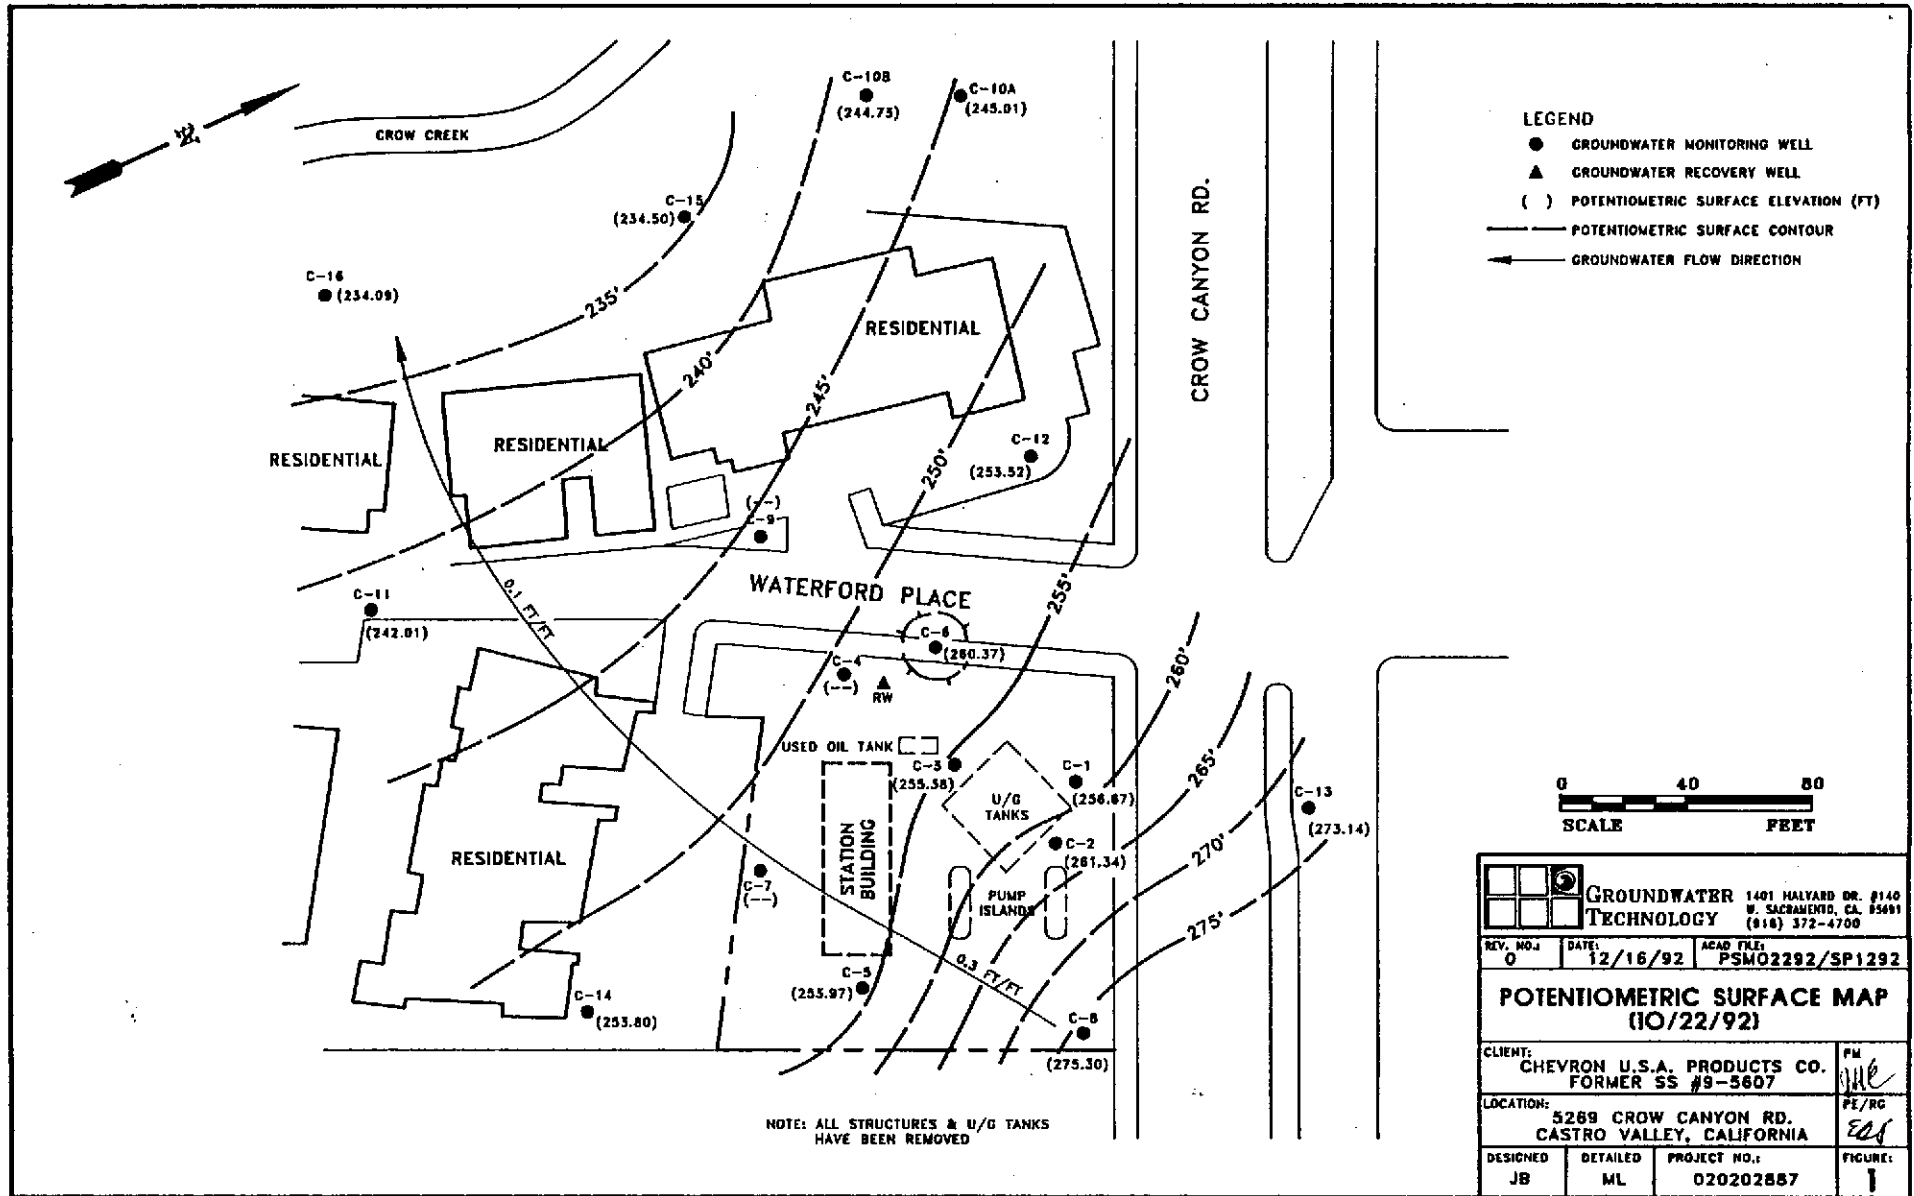 C-10B
(244.75)
C-10A
(245.01)
N
CROW CREEK
LEGEND
GROUNDWATER MONITORING WELL
GROUNDWATER RECOVERY WELL
( ) POTENTIOMETRIC SURFACE ELEVATION (FT)
POTENTIOMETRIC SURFACE CONTOUR
GROUNDWATER FLOW DIRECTION
C-15
(234.50)
C-16
(234.09)
235'
RESIDENTIAL
CROW CANYON RD.
240'
245'
RESIDENTIAL
RESIDENTIAL
C-12
(253.52)
250'
(--)
C-9
WATERFORD PLACE
255'
0.1 FT/FT
C-11
(242.01)
C-6
(260.37)
C-4
(--)
RW
260'
USED OIL TANK
C-3
(255.58)
C-1
(256.67)
265'
U/G
TANKS
C-13
(273.14)
0 40 80
SCALE FEET
STATION
BUILDING
RESIDENTIAL
C-2
(261.34)
270'
C-7
(--)
PUMP
ISLANDS
275'
0.3 FT/FT
C-5
(255.97)
C-14
(253.80)
C-8
(275.30)
NOTE: ALL STRUCTURES & U/G TANKS
HAVE BEEN REMOVED
GROUNDWATER
TECHNOLOGY
1401 HALYARD DR. #140
W. SACRAMENTO, CA. 95691
(916) 372-4700
REV. NO.:
0
DATE:
12/16/92
ACAD FILE:
PSM02292/SP1292
POTENTIOMETRIC SURFACE MAP
(10/22/92)
CLIENT:
CHEVRON U.S.A. PRODUCTS CO.
FORMER SS #9-5607
PM
LOCATION:
5269 CROW CANYON RD.
CASTRO VALLEY, CALIFORNIA
PE/RG
DESIGNED
JB
DETAILED
ML
PROJECT NO.:
020202887
FIGURE:
1